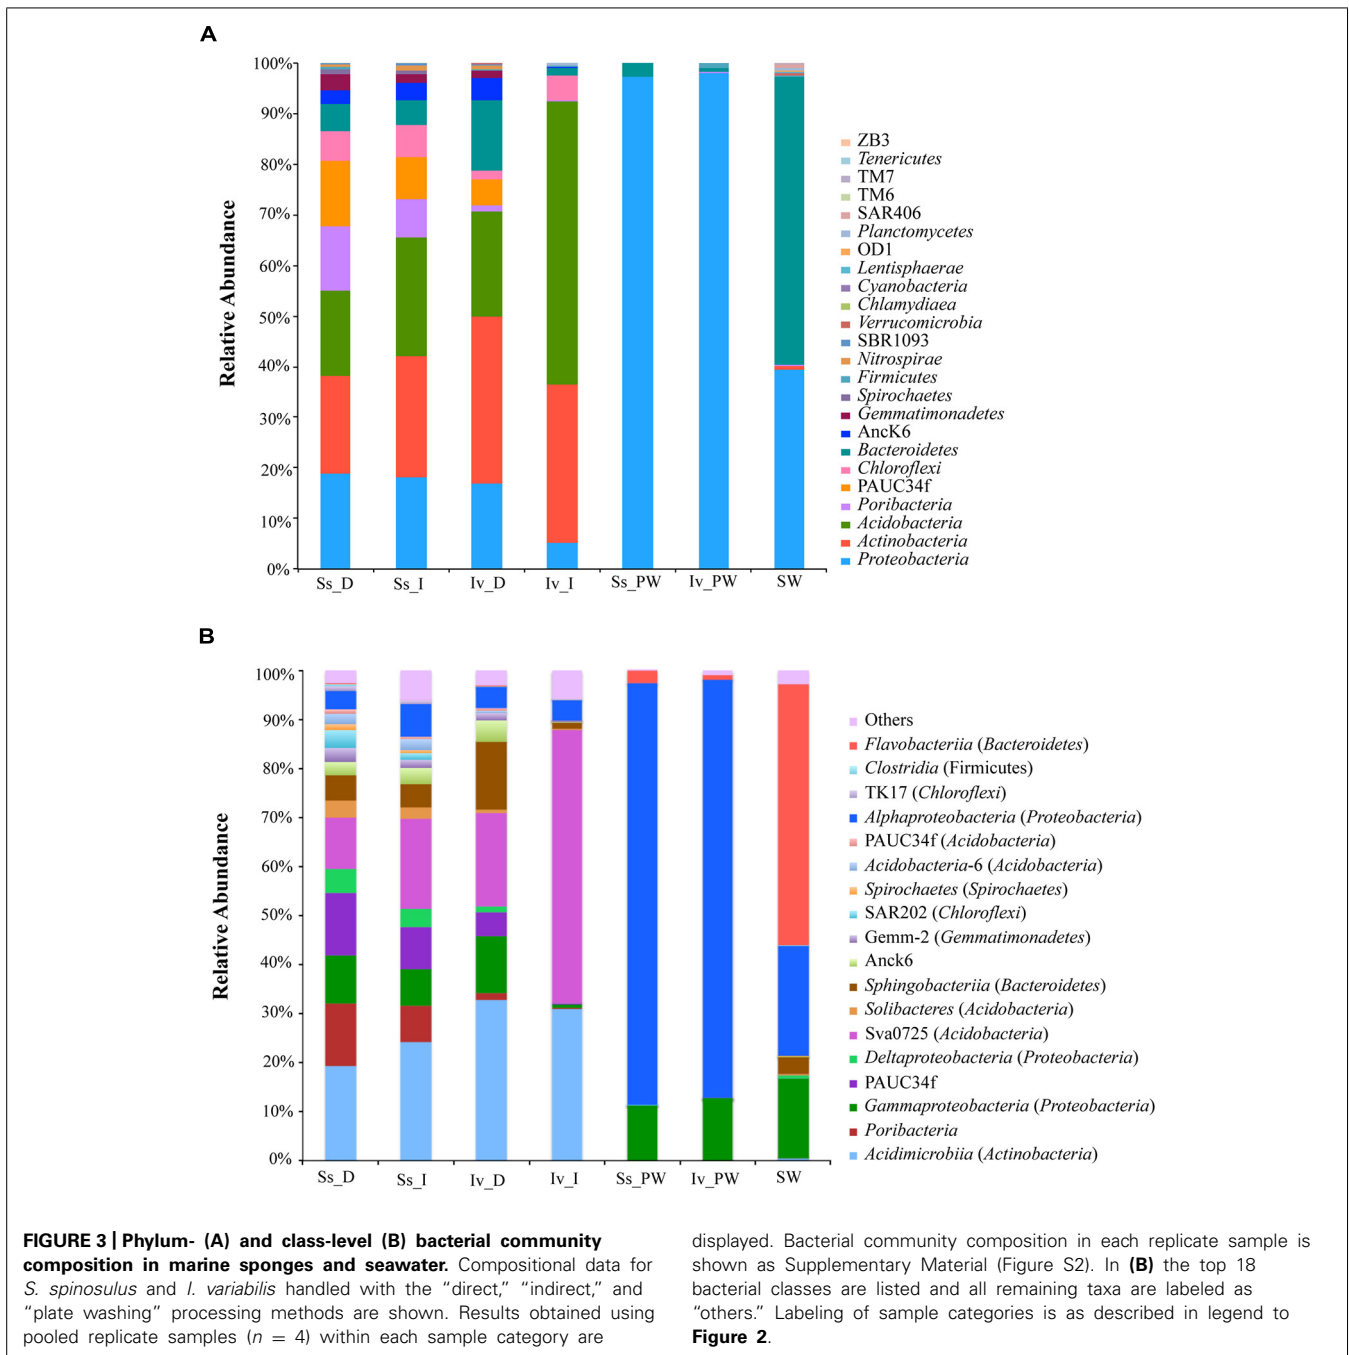 A
100%
90%
80%
70%
60%
50%
40%
30%
20%
10%
0%
Relative Abundance
Ss_D
Ss_I
Iv_D
Iv_I
Ss_PW
Iv_PW
SW
ZB3
Tenericutes
TM7
TM6
SAR406
Planctomycetes
OD1
Lentisphaerae
Cyanobacteria
Chlamydiaea
Verrucomicrobia
SBR1093
Nitrospirae
Firmicutes
Spirochaetes
Gemmatimonadetes
AncK6
Bacteroidetes
Chloroflexi
PAUC34f
Poribacteria
Acidobacteria
Actinobacteria
Proteobacteria
B
100%
90%
80%
70%
60%
50%
40%
30%
20%
10%
0%
Relative Abundance
Ss_D
Ss_I
Iv_D
Iv_I
Ss_PW
Iv_PW
SW
Others
Flavobacteriia (Bacteroidetes)
Clostridia (Firmicutes)
TK17 (Chloroflexi)
Alphaproteobacteria (Proteobacteria)
PAUC34f (Acidobacteria)
Acidobacteria-6 (Acidobacteria)
Spirochaetes (Spirochaetes)
SAR202 (Chloroflexi)
Gemm-2 (Gemmatimonadetes)
Anck6
Sphingobacteriia (Bacteroidetes)
Solibacteres (Acidobacteria)
Sva0725 (Acidobacteria)
Deltaproteobacteria (Proteobacteria)
PAUC34f
Gammaproteobacteria (Proteobacteria)
Poribacteria
Acidimicrobiia (Actinobacteria)
FIGURE 3 | Phylum- (A) and class-level (B) bacterial community
composition in marine sponges and seawater. Compositional data for
S. spinosulus and I. variabilis handled with the "direct," "indirect," and
"plate washing" processing methods are shown. Results obtained using
pooled replicate samples (n = 4) within each sample category are
displayed. Bacterial community composition in each replicate sample is
shown as Supplementary Material (Figure S2). In (B) the top 18
bacterial classes are listed and all remaining taxa are labeled as
"others." Labeling of sample categories is as described in legend to
Figure 2.